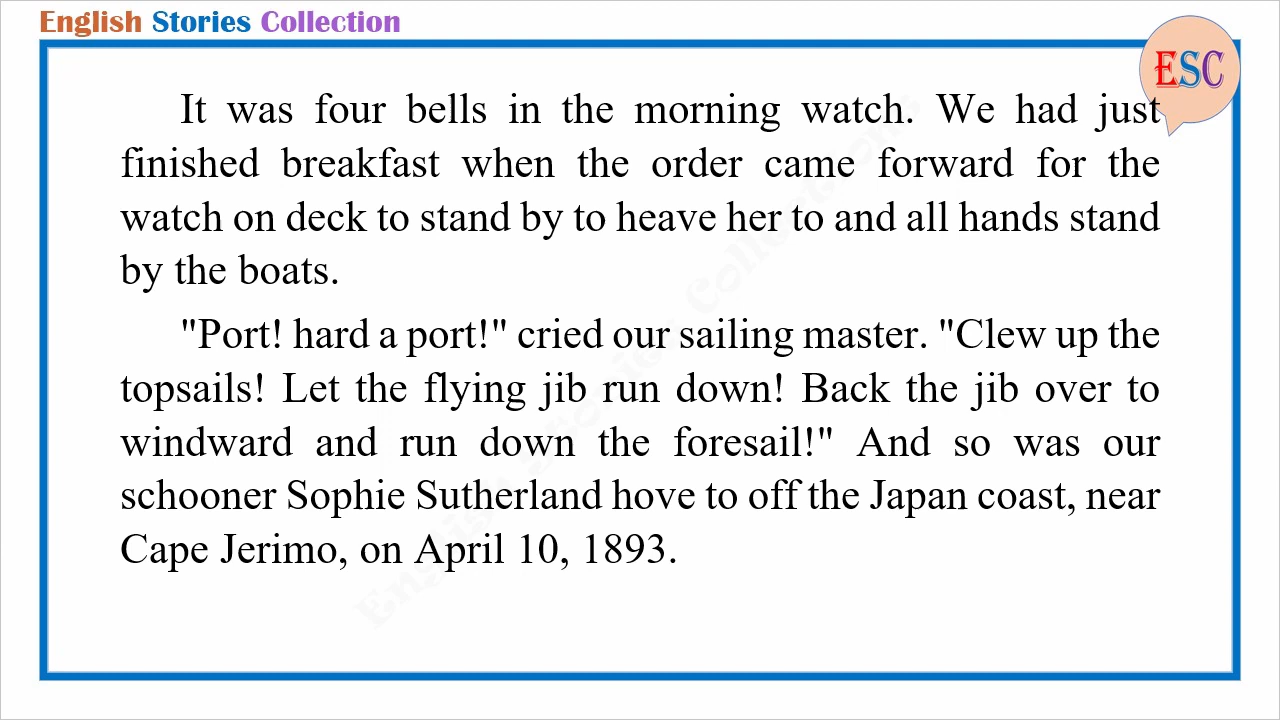 English Stories Collection
ESC
It was four bells in the morning watch. We had just
finished breakfast when the order came forward for the
watch on deck to stand by to heave her to and all hands stand
by the boats.
"Port! hard a port!" cried our sailing master. "Clew up the
topsails! Let the flying jib run down! Back the jib over to
windward and run down the foresail!" And so was our
schooner Sophie Sutherland hove to off the Japan coast, near
Cape Jerimo, on April 10, 1893.
English Stories Collections